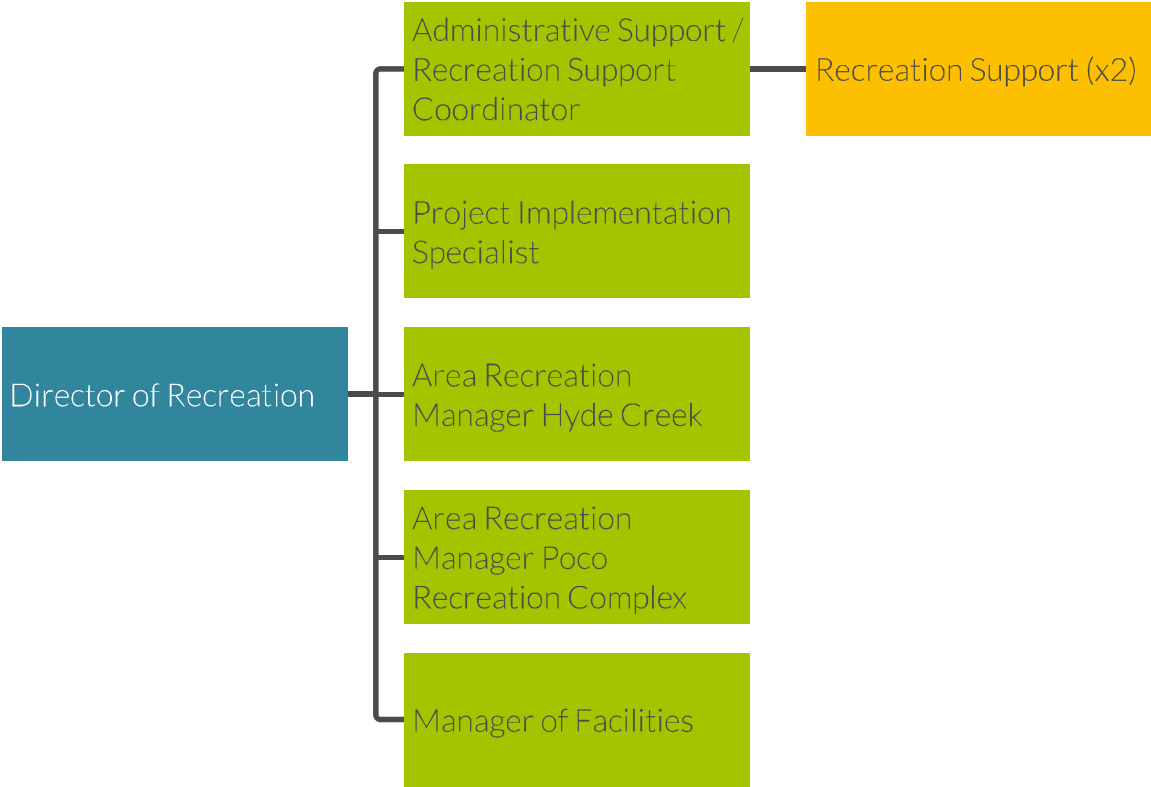 Director of Recreation
Administrative Support /
Recreation Support
Coordinator
Recreation Support (x2)
Project Implementation
Specialist
Area Recreation
Manager Hyde Creek
Area Recreation
Manager Poco
Recreation Complex
Manager of Facilities